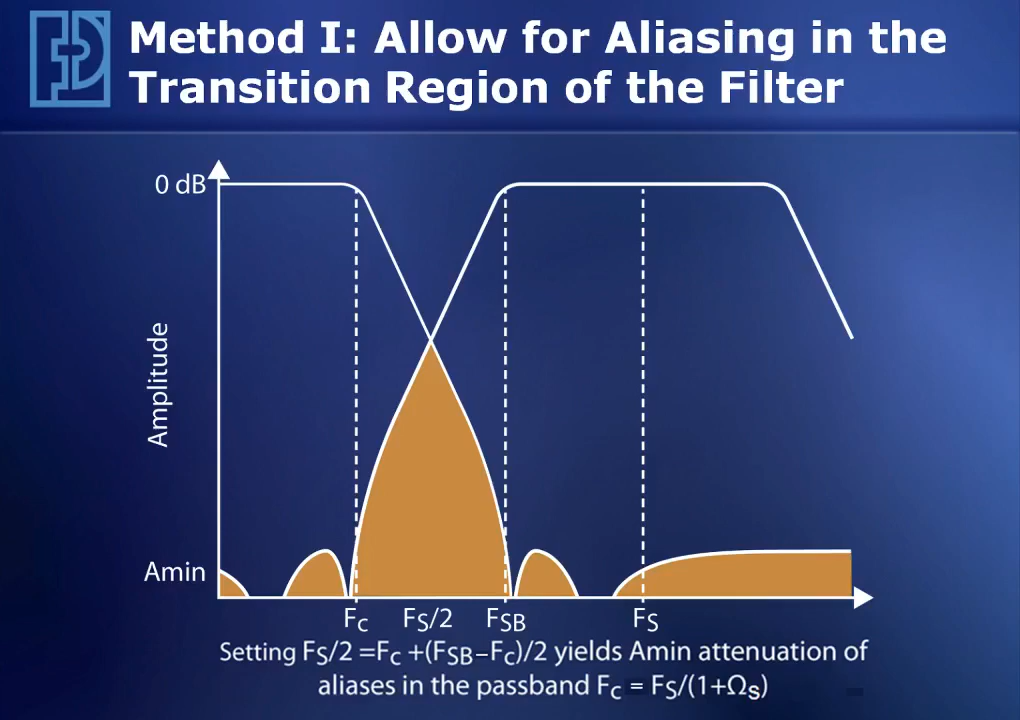 Method I: Allow for Aliasing in the
Transition Region of the Filter
0 dB
Amplitude
Amin
FC FS/2 FSB FS
Setting FS/2 =FC +(FSB–FC)/2 yields Amin attenuation of
aliases in the passband FC = FS/(1+Ωs)